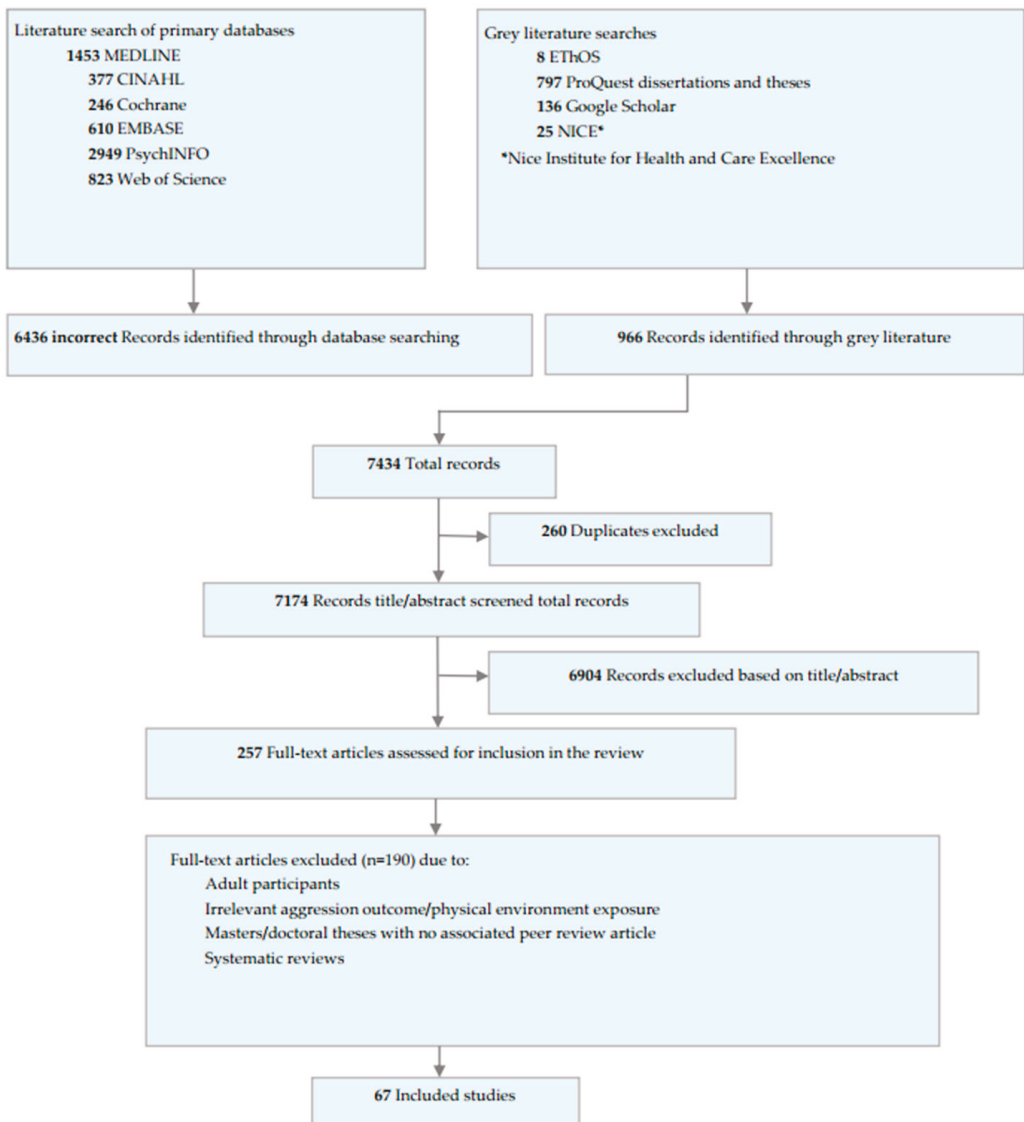 Literature search of primary databases
1453 MEDLINE
377 CINAHL
246 Cochrane
610 EMBASE
2949 PsychINFO
823 Web of Science
Grey literature searches
8 EThOS
797 ProQuest dissertations and theses
136 Google Scholar
25 NICE*
*Nice Institute for Health and Care Excellence
6436 incorrect Records identified through database searching
966 Records identified through grey literature
7434 Total records
260 Duplicates excluded
7174 Records title/abstract screened total records
6904 Records excluded based on title/abstract
257 Full-text articles assessed for inclusion in the review
Full-text articles excluded (n=190) due to:
Adult participants
Irrelevant aggression outcome/physical environment exposure
Masters/doctoral theses with no associated peer review article
Systematic reviews
67 Included studies